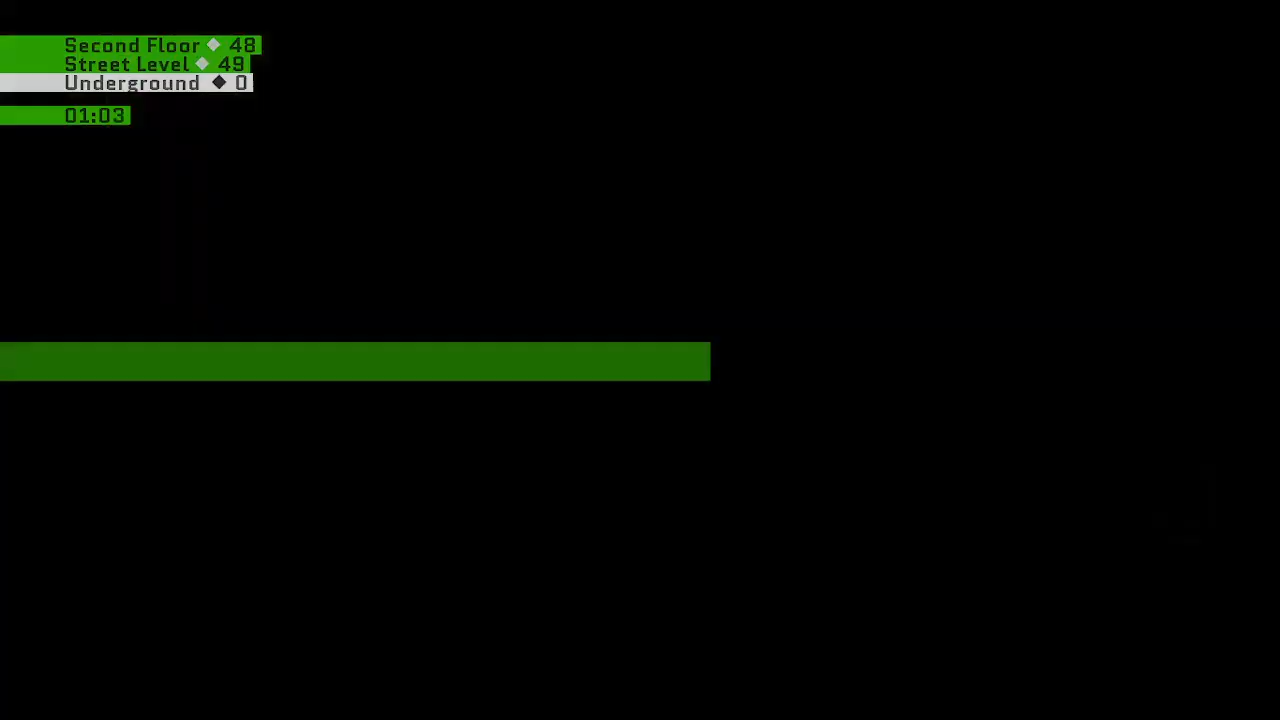 Second Floor ◆ 48
Street Level ◆ 49
Underground ◆ 0
01:03